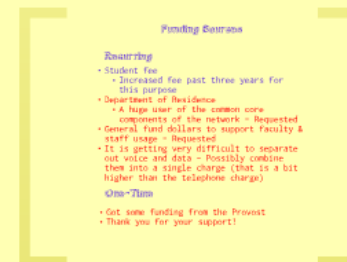 Funding Sources
Recurring
• Student fee
• Increased fee past three years for
this purpose
• Department of Residence
• A huge user of the common core
components of the network - Requested
• General fund dollars to support faculty &
staff usage - Requested
• It is getting very difficult to separate
out voice and data - Possibly combine
them into a single charge (that is a bit
higher than the telephone charge)
One-Time
• Got some funding from the Provost
• Thank you for your support!